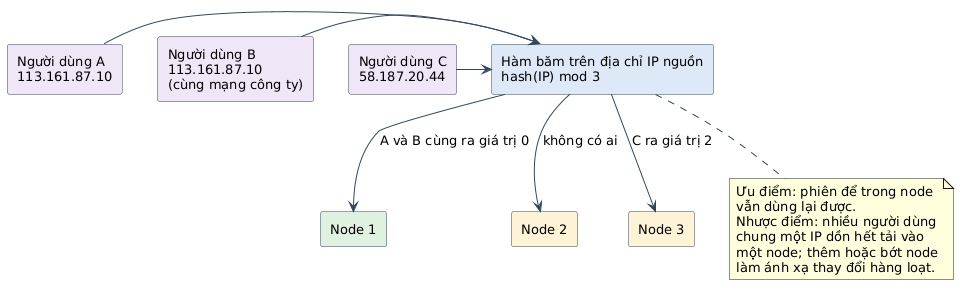 Người dùng A
113.161.87.10
Người dùng B
113.161.87.10
(cùng mạng công ty)
Người dùng C
58.187.20.44
Hàm băm trên địa chỉ IP nguồn
hash(IP) mod 3
A và B cùng ra giá trị 0
không có ai
C ra giá trị 2
Node 1
Node 2
Node 3
Ưu điểm: phiên để trong node
vẫn dùng lại được.
Nhược điểm: nhiều người dùng
chung một IP dồn hết tải vào
một node; thêm hoặc bớt node
làm ánh xạ thay đổi hàng loạt.